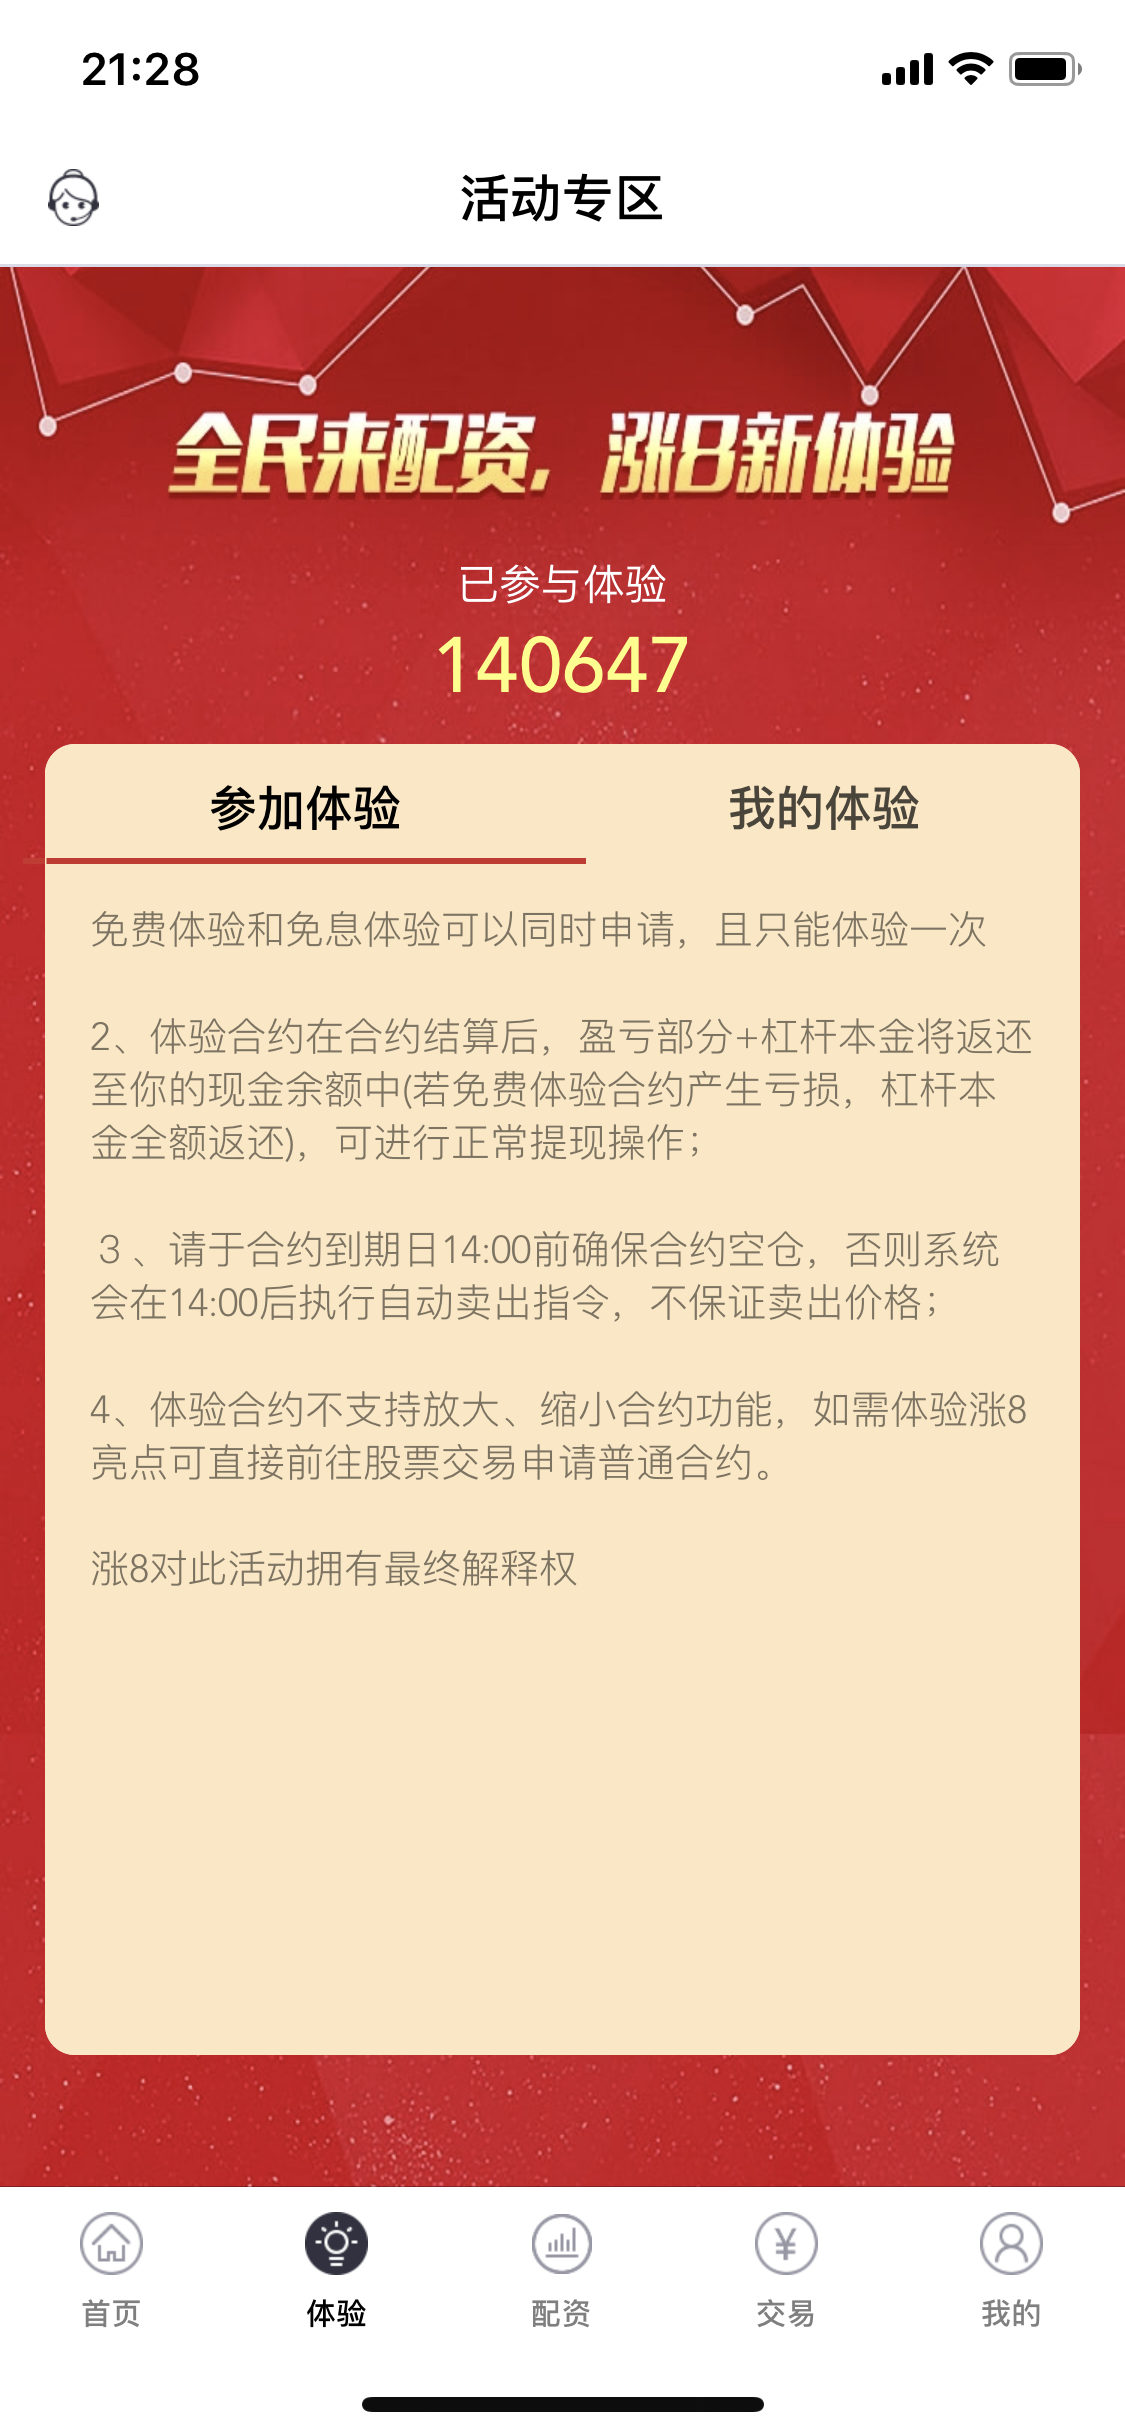 21:28
活动专区
全民来配资，涨8新体验
已参与体验
140647
参加体验
我的体验
免费体验和免息体验可以同时申请，且只能体验一次
2、体验合约在合约结算后，盈亏部分+杠杆本金将返还
至你的现金余额中(若免费体验合约产生亏损，杠杆本
金全额返还)，可进行正常提现操作；
3 、请于合约到期日14:00前确保合约空仓，否则系统
会在14:00后执行自动卖出指令，不保证卖出价格；
4、体验合约不支持放大、缩小合约功能，如需体验涨8
亮点可直接前往股票交易申请普通合约。
涨8对此活动拥有最终解释权
首页
体验
配资
¥
交易
我的